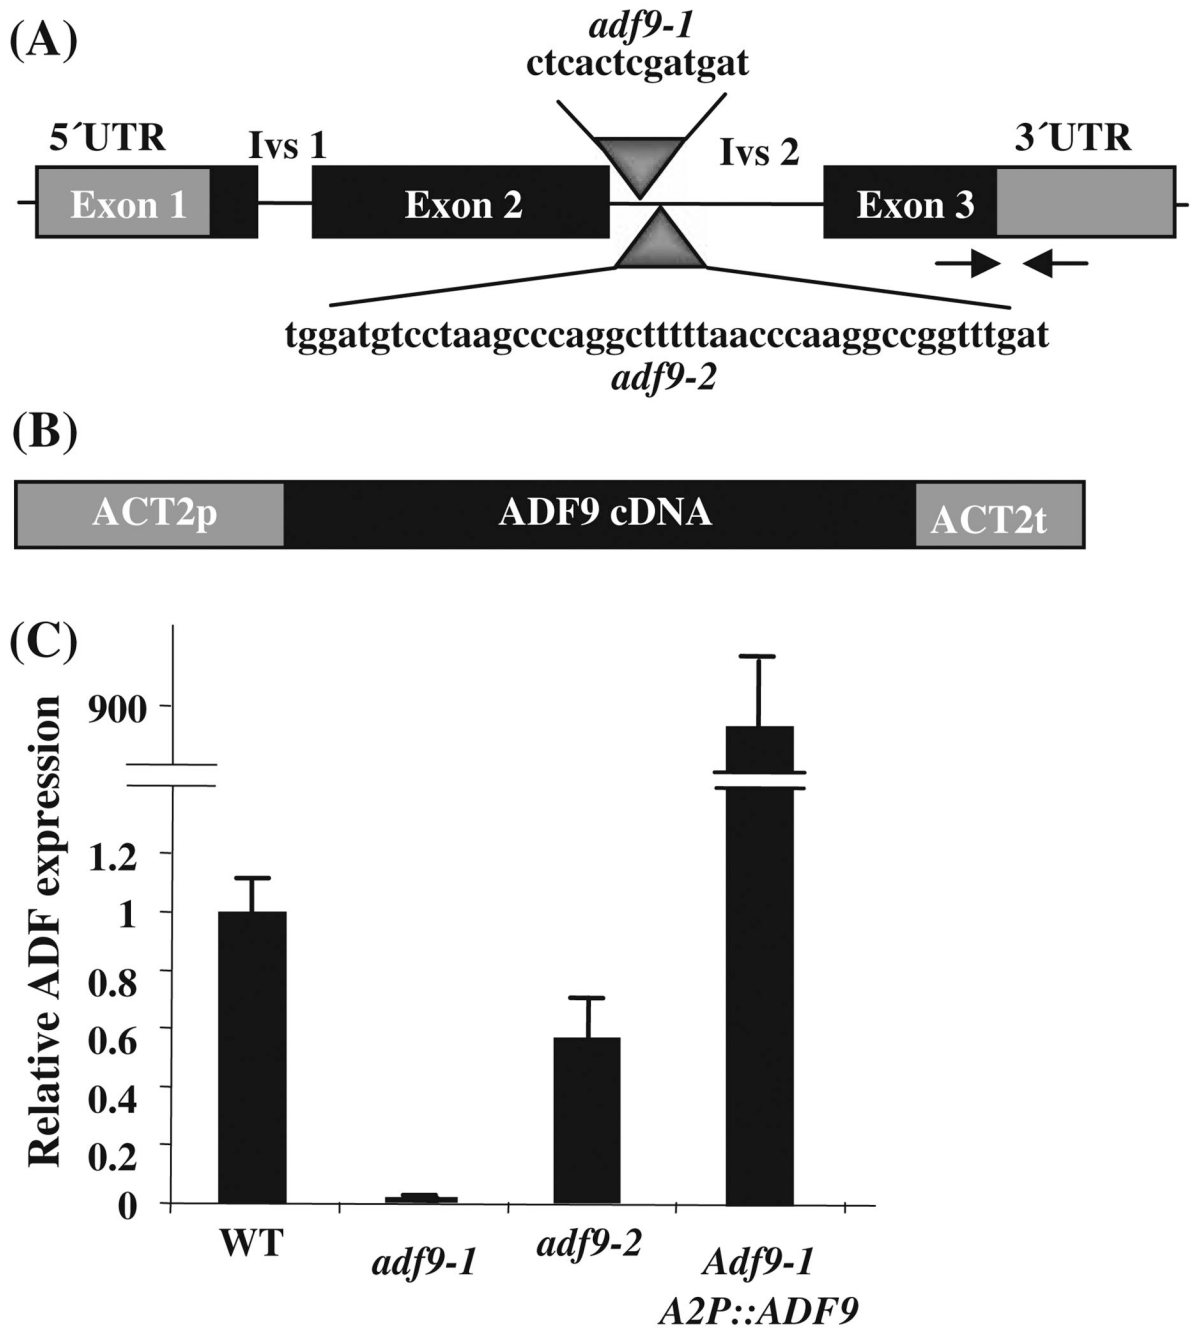 (A)
adf9-1
ctcactcgatgat
5´UTR
Ivs 1
Ivs 2
3´UTR
Exon 1
Exon 2
Exon 3
tggatgtcctaagcccaggctttttaacccaaggccggtttgat
adf9-2
(B)
ACT2p
ADF9 cDNA
ACT2t
(C)
Relative ADF expression
900
1.2
1
0.8
0.6
0.4
0.2
0
WT
adf9-1
adf9-2
Adf9-1
A2P::ADF9